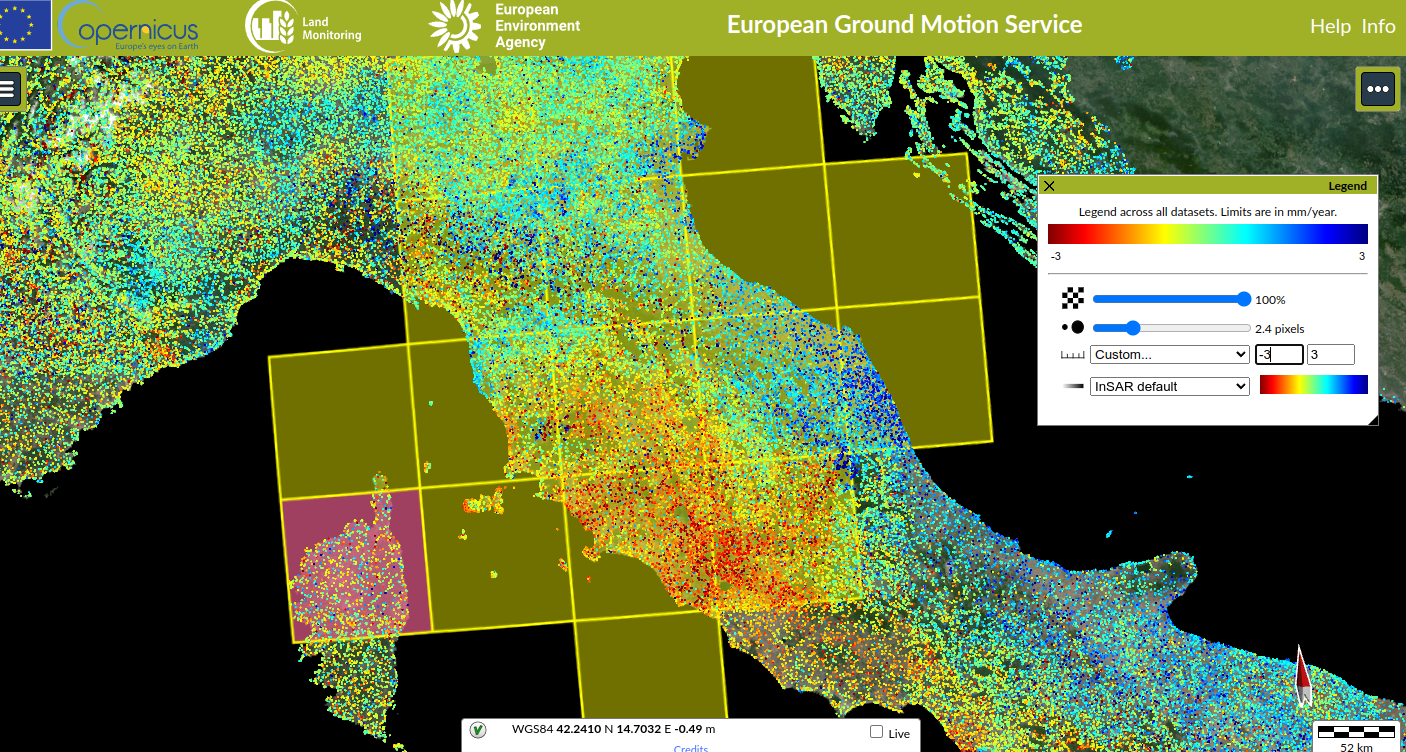 opernicus
Europe's eyes on Earth
Land
Monitoring
European
Environment
Agency
European Ground Motion Service
Help Info
Legend
Legend across all datasets. Limits are in mm/year.
-3 3
100%
2.4 pixels
Custom... -3 3
InSAR default
WGS84 42.2410 N 14.7032 E -0.49 m
Live
Credits
52 km